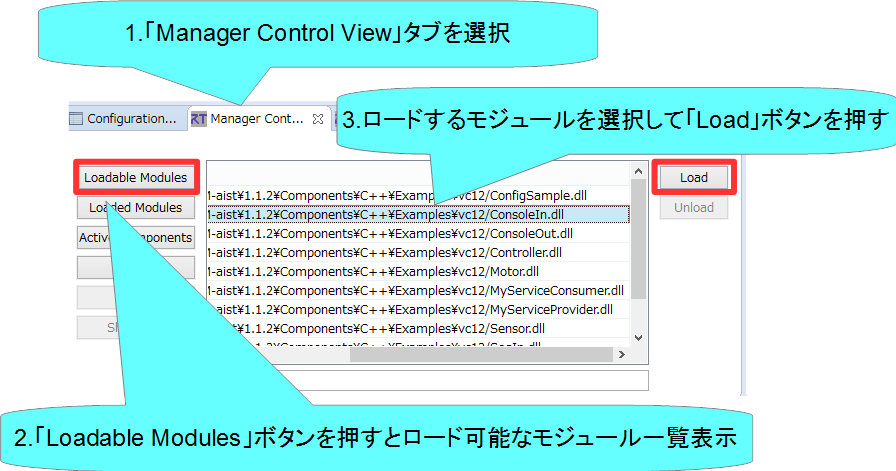 1.「Manager Control View」タブを選択
3.ロードするモジュールを選択して「Load」ボタンを押す
Configuration...
RT Manager Cont...
Loadable Modules
Loaded Modules
Load
Unload
1-aist¥1.1.2¥Components¥C++¥Examples¥vc12/ConfigSample.dll
1-aist¥1.1.2¥Components¥C++¥Examples¥vc12/ConsoleIn.dll
1-aist¥1.1.2¥Components¥C++¥Examples¥vc12/ConsoleOut.dll
1-aist¥1.1.2¥Components¥C++¥Examples¥vc12/Controller.dll
1-aist¥1.1.2¥Components¥C++¥Examples¥vc12/Motor.dll
1-aist¥1.1.2¥Components¥C++¥Examples¥vc12/MyServiceConsumer.dll
1-aist¥1.1.2¥Components¥C++¥Examples¥vc12/MyServiceProvider.dll
1-aist¥1.1.2¥Components¥C++¥Examples¥vc12/Sensor.dll
2.「Loadable Modules」ボタンを押すとロード可能なモジュール一覧表示